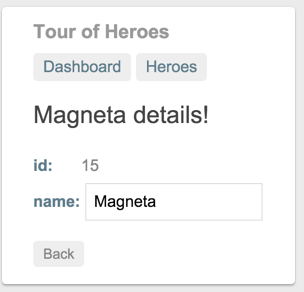 Tour of Heroes
Dashboard Heroes
Magneta details!
id: 15
name: Magneta
Back